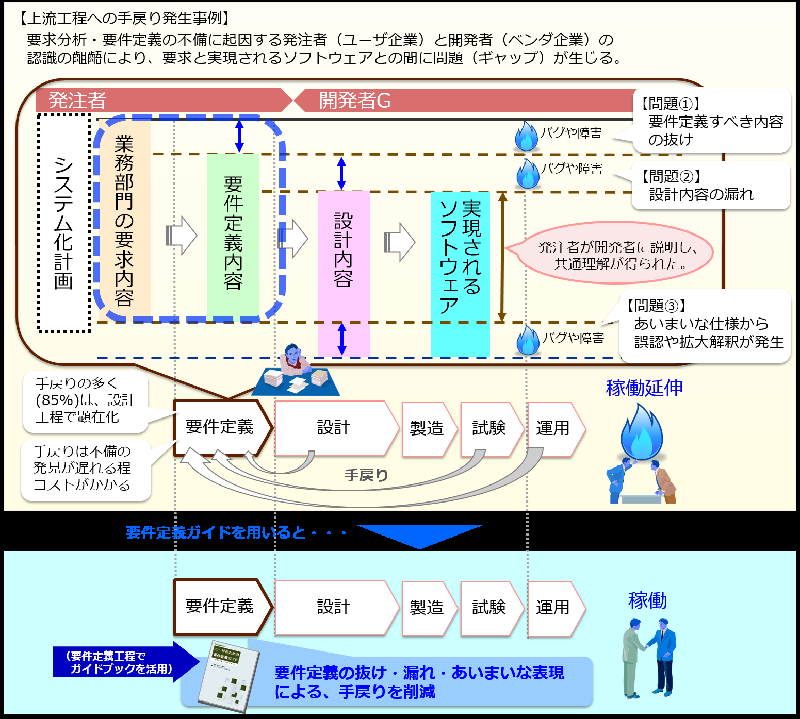 【上流工程への手戻り発生事例】
要求分析・要件定義の不備に起因する発注者（ユーザ企業）と開発者（ベンダ企業）の
認識の齟齬により、要求と実現されるソフトウェアとの間に問題（ギャップ）が生じる。
発注者
開発者G
システム化計画
業務部門の要求内容
要件定義内容
設計内容
実現される
ソフトウェア
バグや障害
バグや障害
バグや障害
【問題①】
要件定義すべき内容
の抜け
【問題②】
設計内容の漏れ
発注者が開発者に説明し、
共通理解が得られた。
【問題③】
あいまいな仕様から
誤認や拡大解釈が発生
手戻りの多く
(85%)は、設計
工程で顕在化
手戻りは不備の
発見が遅れる程
コストがかかる
要件定義
設計
製造
試験
運用
手戻り
稼働延伸
要件定義ガイドを用いると・・・
要件定義
設計
製造
試験
運用
稼働
（要件定義工程で
ガイドブックを活用）
要件定義の抜け・漏れ・あいまいな表現
による、手戻りを削減